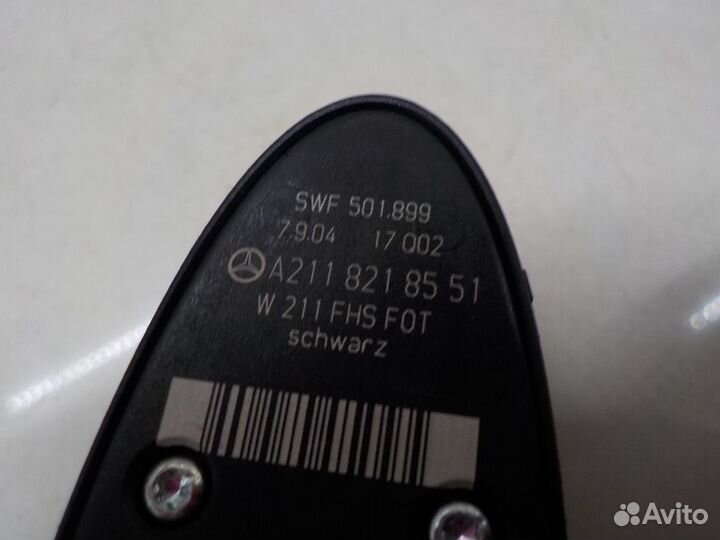 SWF 501.899
7.9.04 17 002
A211 821 85 51
W 211 FHS FOT
schwarz
Avito